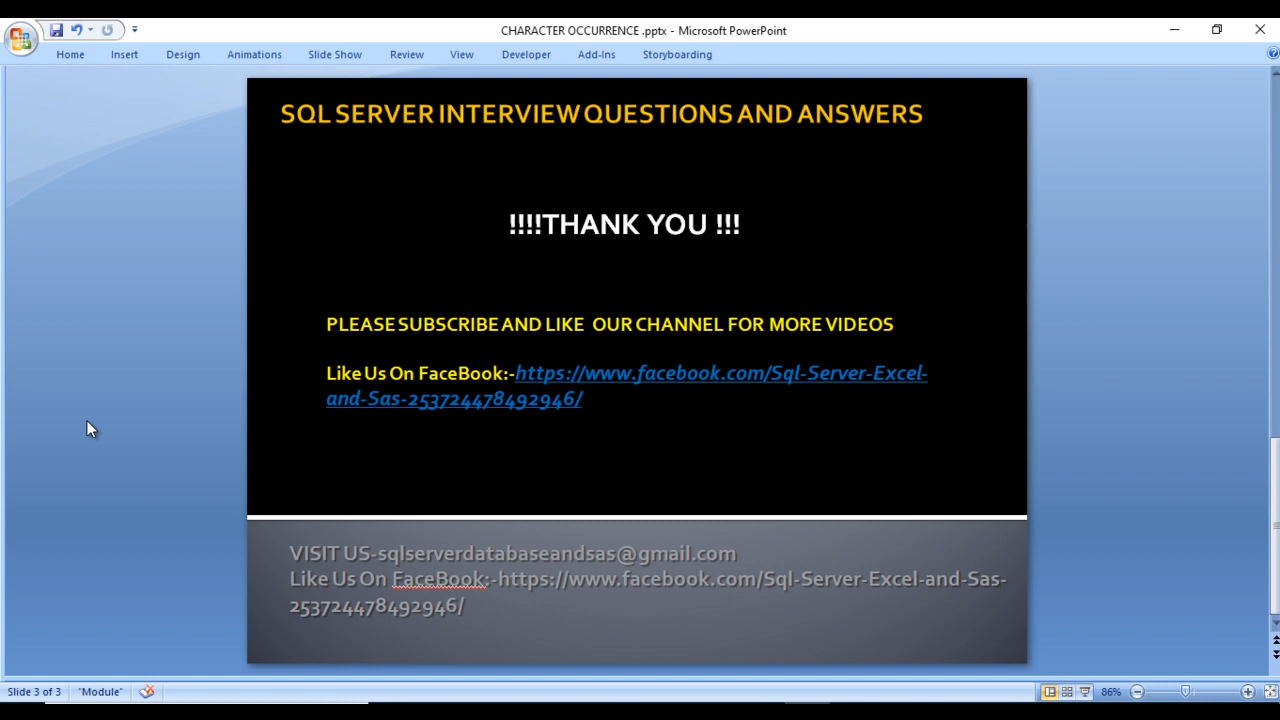 CHARACTER OCCURRENCE .pptx - Microsoft PowerPoint
Home Insert Design Animations Slide Show Review View Developer Add-Ins Storyboarding
SQL SERVER INTERVIEW QUESTIONS AND ANSWERS
!!!!THANK YOU !!!
PLEASE SUBSCRIBE AND LIKE OUR CHANNEL FOR MORE VIDEOS
Like Us On FaceBook:-https://www.facebook.com/Sql-Server-Excel-
and-Sas-253724478492946/
VISIT US-sqlserverdatabaseandsas@gmail.com
Like Us On FaceBook:-https://www.facebook.com/Sql-Server-Excel-and-Sas-
253724478492946/
Slide 3 of 3 "Module" 86%